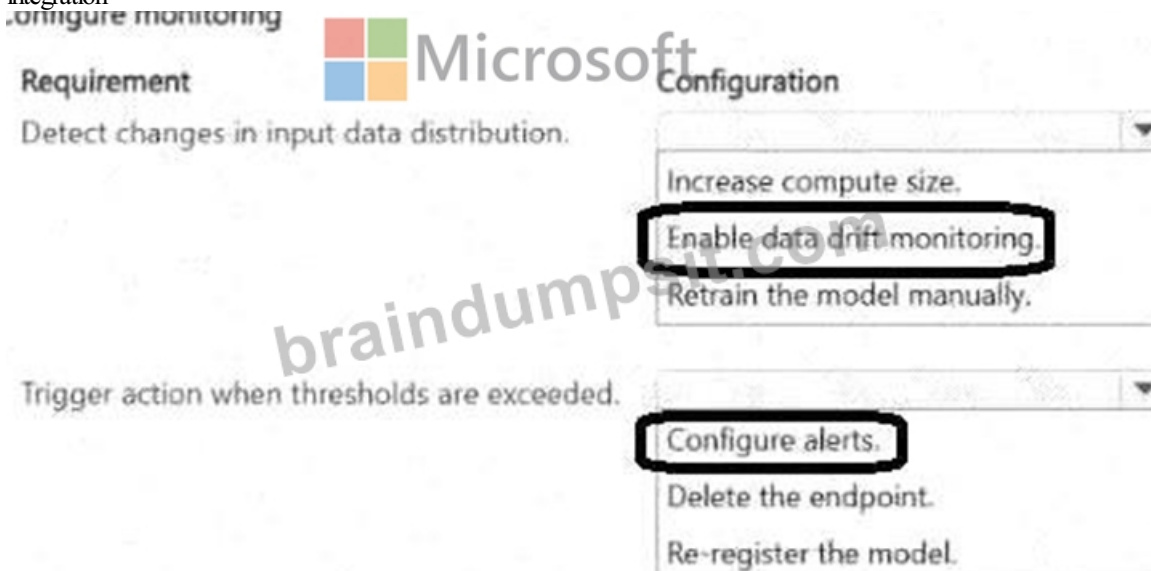 integration
Configure monitoring
Microsoft
Requirement
Configuration
Detect changes in input data distribution.
Increase compute size.
Enable data drift monitoring.
Retrain the model manually.
braindumpsit.com
Trigger action when thresholds are exceeded.
Configure alerts.
Delete the endpoint.
Re-register the model.